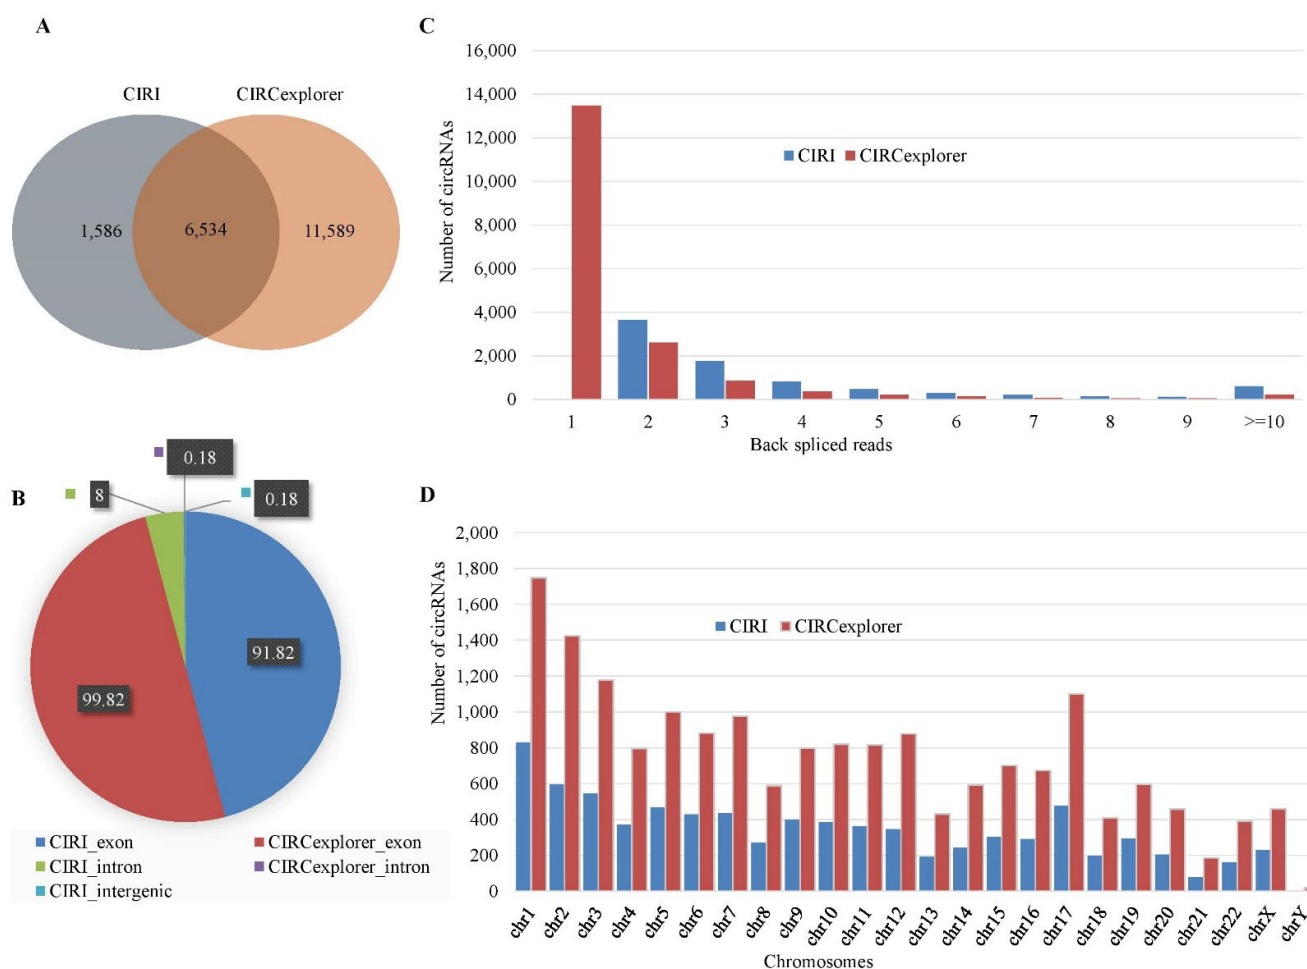 A
CIRI
CIRCexplorer
1,586
6,534
11,589
B
0.18
8
0.18
91.82
99.82
CIRI_exon
CIRCexplorer_exon
CIRI_intron
CIRCexplorer_intron
CIRI_intergenic
C
Number of circRNAs
16,000
14,000
12,000
10,000
8,000
6,000
4,000
2,000
0
CIRI
CIRCexplorer
1
2
3
4
5
6
7
8
9
>=10
Back spliced reads
D
Number of circRNAs
2,000
1,800
1,600
1,400
1,200
1,000
800
600
400
200
0
CIRI
CIRCexplorer
chr1
chr2
chr3
chr4
chr5
chr6
chr7
chr8
chr9
chr10
chr11
chr12
chr13
chr14
chr15
chr16
chr17
chr18
chr19
chr20
chr21
chr22
chrX
chrY
Chromosomes